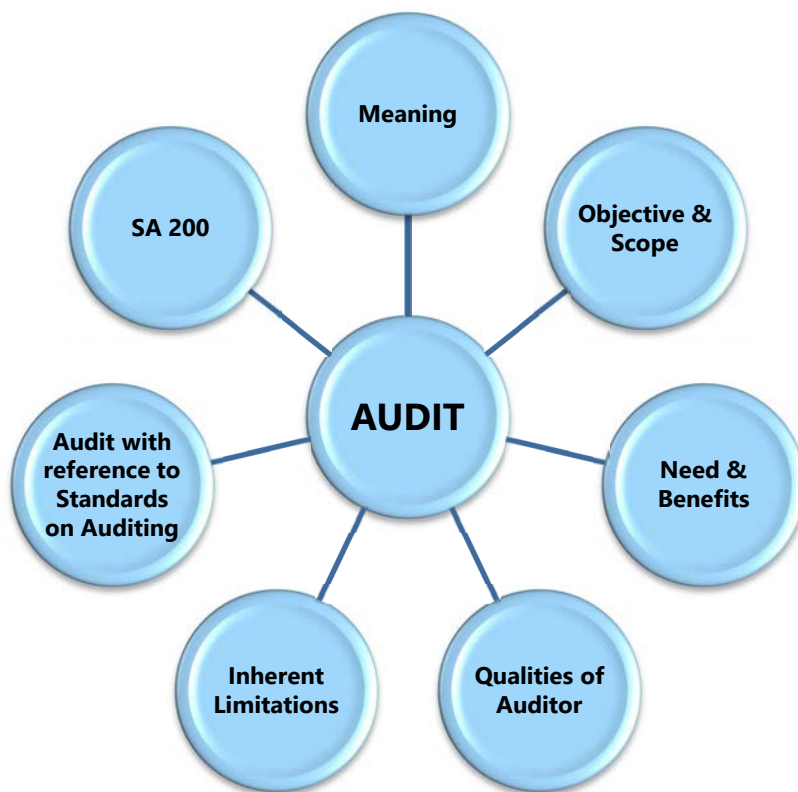 Meaning
SA 200
Objective &
Scope
AUDIT
Audit with
reference to
Standards
on Auditing
Need &
Benefits
Inherent
Limitations
Qualities of
Auditor